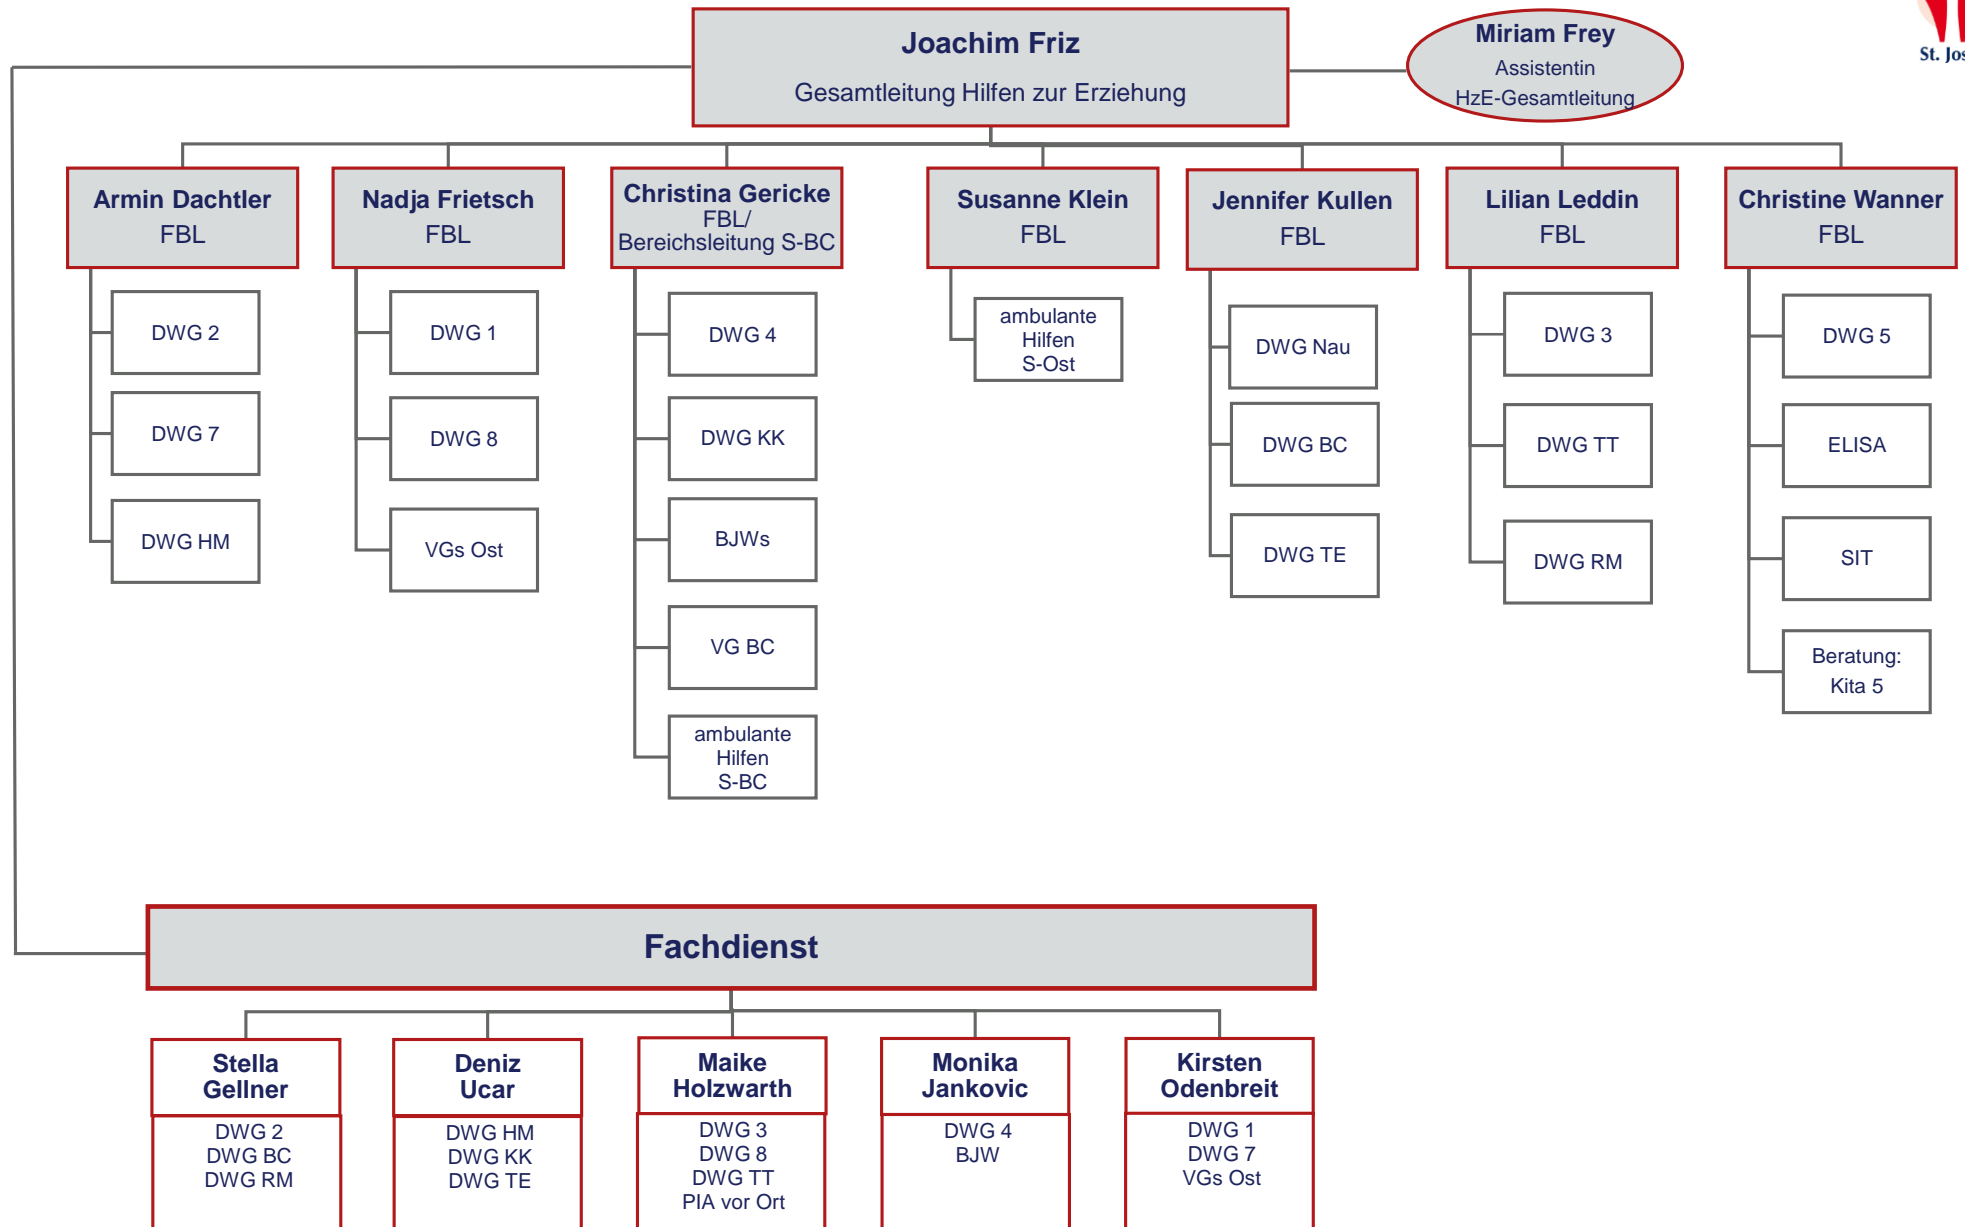 Joachim Friz
Gesamtleitung Hilfen zur Erziehung
Miriam Frey
Assistentin
HzE-Gesamtleitung
St. Jos
Armin Dachtler
FBL
DWG 2
DWG 7
DWG HM
Nadja Frietsch
FBL
DWG 1
DWG 8
VGs Ost
Christina Gericke
FBL/
Bereichsleitung S-BC
DWG 4
DWG KK
BJWs
VG BC
ambulante
Hilfen
S-BC
Susanne Klein
FBL
ambulante
Hilfen
S-Ost
Jennifer Kullen
FBL
DWG Nau
DWG BC
DWG TE
Lilian Leddin
FBL
DWG 3
DWG TT
DWG RM
Christine Wanner
FBL
DWG 5
ELISA
SIT
Beratung:
Kita 5
Fachdienst
Stella
Gellner
DWG 2
DWG BC
DWG RM
Deniz
Ucar
DWG HM
DWG KK
DWG TE
Maike
Holzwarth
DWG 3
DWG 8
DWG TT
PIA vor Ort
Monika
Jankovic
DWG 4
BJW
Kirsten
Odenbreit
DWG 1
DWG 7
VGs Ost